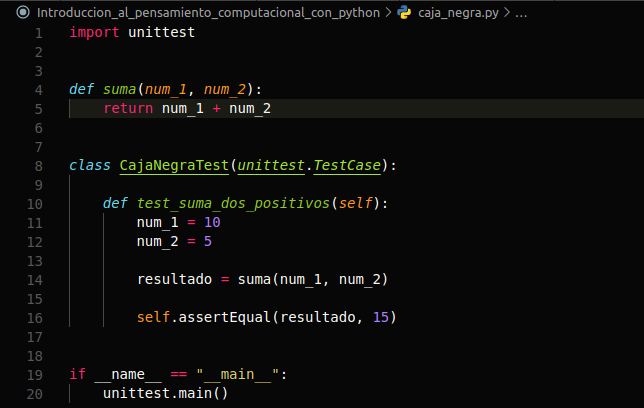 Introduccion_al_pensamiento_computacional_con_python > caja_negra.py > ...
1 import unittest
2
3
4 def suma(num_1, num_2):
5     return num_1 + num_2
6
7
8 class CajaNegraTest(unittest.TestCase):
9
10     def test_suma_dos_positivos(self):
11         num_1 = 10
12         num_2 = 5
13
14         resultado = suma(num_1, num_2)
15
16         self.assertEqual(resultado, 15)
17
18
19 if __name__ == "__main__":
20     unittest.main()